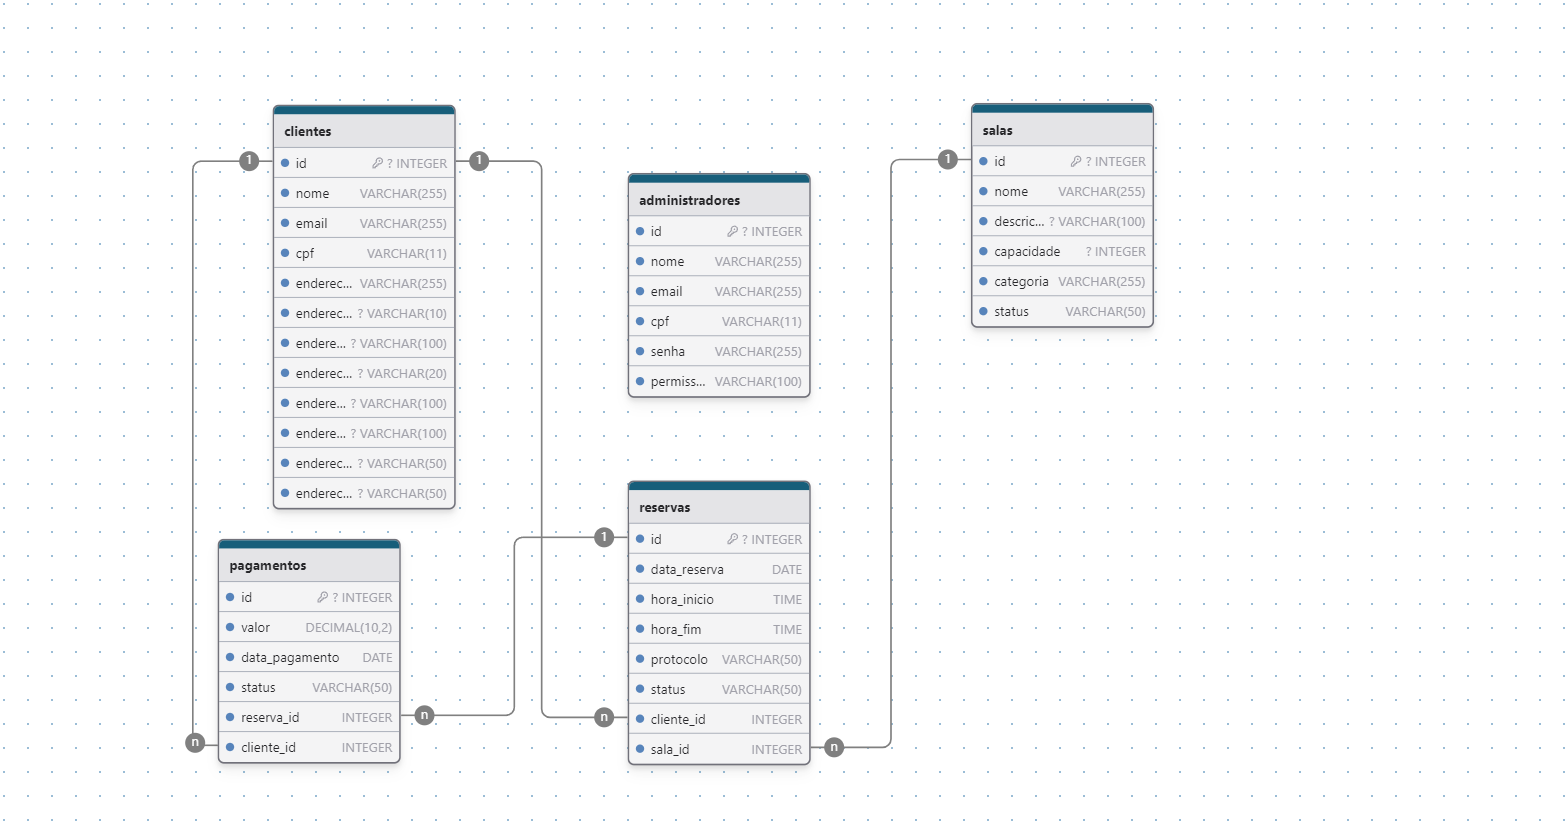 clientes
id ? INTEGER
nome VARCHAR(255)
email VARCHAR(255)
cpf VARCHAR(11)
enderec... VARCHAR(255)
enderec... ? VARCHAR(10)
endere... ? VARCHAR(100)
enderec... ? VARCHAR(20)
endere... ? VARCHAR(100)
endere... ? VARCHAR(100)
enderec... ? VARCHAR(50)
enderec... ? VARCHAR(50)
1
1
administradores
id ? INTEGER
nome VARCHAR(255)
email VARCHAR(255)
cpf VARCHAR(11)
senha VARCHAR(255)
permiss... VARCHAR(100)
salas
1
id ? INTEGER
nome VARCHAR(255)
descric... ? VARCHAR(100)
capacidade ? INTEGER
categoria VARCHAR(255)
status VARCHAR(50)
pagamentos
id ? INTEGER
valor DECIMAL(10,2)
data_pagamento DATE
status VARCHAR(50)
reserva_id INTEGER
cliente_id INTEGER
n
n
reservas
1
id ? INTEGER
data_reserva DATE
hora_inicio TIME
hora_fim TIME
protocolo VARCHAR(50)
status VARCHAR(50)
cliente_id INTEGER
sala_id INTEGER
n
n